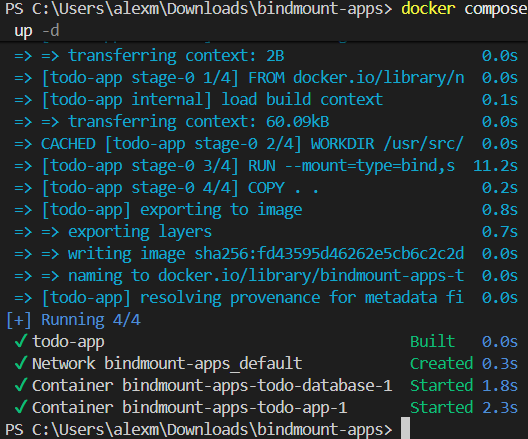 PS C:\Users\alexm\Downloads\bindmount-apps> docker compose
up -d
=> => transferring context: 2B 0.0s
=> [todo-app stage-0 1/4] FROM docker.io/library/n 0.0s
=> [todo-app internal] load build context 0.1s
=> => transferring context: 60.09kB 0.0s
=> CACHED [todo-app stage-0 2/4] WORKDIR /usr/src/ 0.0s
=> [todo-app stage-0 3/4] RUN --mount=type=bind,s 11.2s
=> [todo-app stage-0 4/4] COPY . . 0.2s
=> [todo-app] exporting to image 0.8s
=> => exporting layers 0.7s
=> => writing image sha256:fd43595d46262e5cb6c2c2d 0.0s
=> => naming to docker.io/library/bindmount-apps-t 0.0s
=> [todo-app] resolving provenance for metadata fi 0.0s
[+] Running 4/4
✓ todo-app Built 0.0s
✓ Network bindmount-apps_default Created 0.3s
✓ Container bindmount-apps-todo-database-1 Started 1.8s
✓ Container bindmount-apps-todo-app-1 Started 2.3s
PS C:\Users\alexm\Downloads\bindmount-apps>